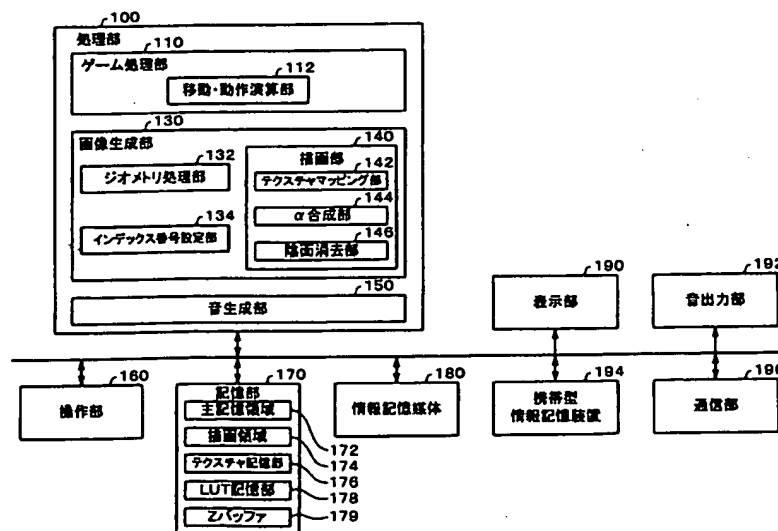 100
処理部
110
ゲーム処理部
112
移動・動作演算部
130
画像生成部
140
132
描画部
ジオメトリ処理部
142
テクスチャマッピング部
144
134
α合成部
インデックス番号設定部
146
陰面消去部
150
音生成部
190
表示部
192
音出力部
160
操作部
170
記憶部
主記憶領域
172
描画領域
174
テクスチャ記憶部
176
LUT記憶部
178
Zバッファ
179
180
情報記憶媒体
194
携帯型
情報記憶装置
196
通信部